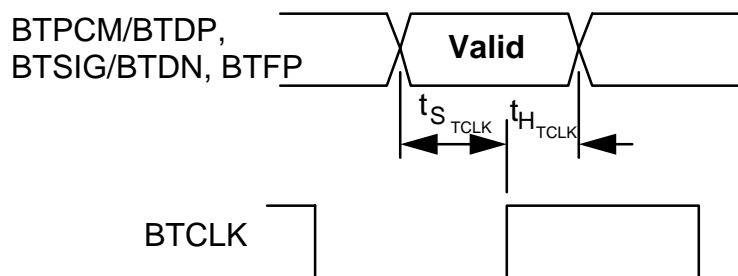 BTPCM/BTDP,
BTSIG/BTDN, BTFP
Valid
tS TCLK
tH TCLK
BTCLK